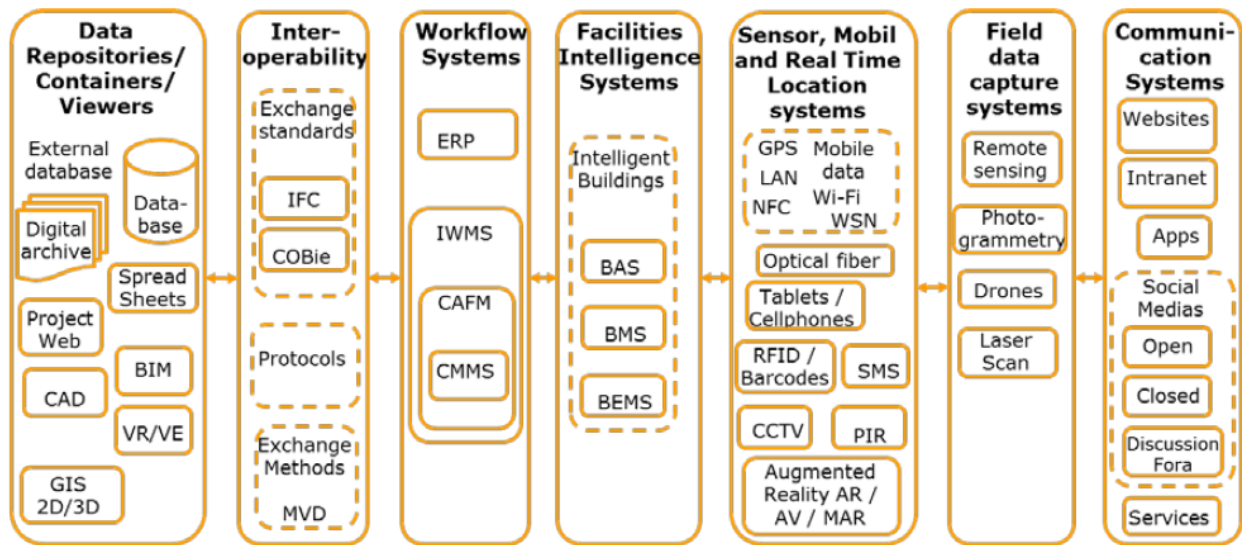 Data
Repositories/
Containers/
Viewers
External
database
Data-
base
Digital
archive
Spread
Sheets
Project
Web
BIM
CAD
VR/VE
GIS
2D/3D
Inter-
operability
Exchange
standards
IFC
COBie
Protocols
Exchange
Methods
MVD
Workflow
Systems
ERP
IWMS
CAFM
CMMS
Facilities
Intelligence
Systems
Intelligent
Buildings
BAS
BMS
BEMS
Sensor, Mobil
and Real Time
Location
systems
GPS
Mobile
data
LAN
Wi-Fi
NFC
WSN
Optical fiber
Tablets /
Cellphones
RFID /
Barcodes
SMS
CCTV
PIR
Augmented
Reality AR /
AV / MAR
Field
data
capture
systems
Remote
sensing
Photo-
grammetry
Drones
Laser
Scan
Communi-
cation
Systems
Websites
Intranet
Apps
Social
Medias
Open
Closed
Discussion
Fora
Services